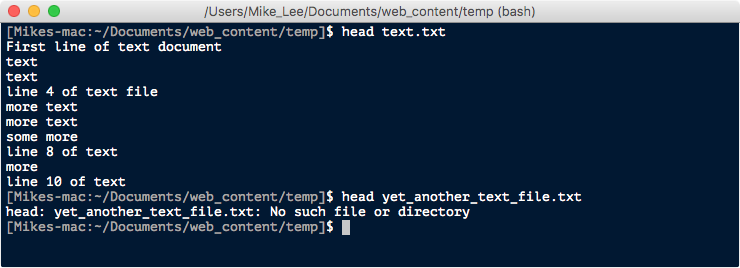 /Users/Mike_Lee/Documents/web_content/temp (bash)
[Mikes-mac:~/Documents/web_content/temp]$ head text.txt
First line of text document
text
text
line 4 of text file
more text
more text
some more
line 8 of text
more
line 10 of text
[Mikes-mac:~/Documents/web_content/temp]$ head yet_another_text_file.txt
head: yet_another_text_file.txt: No such file or directory
[Mikes-mac:~/Documents/web_content/temp]$